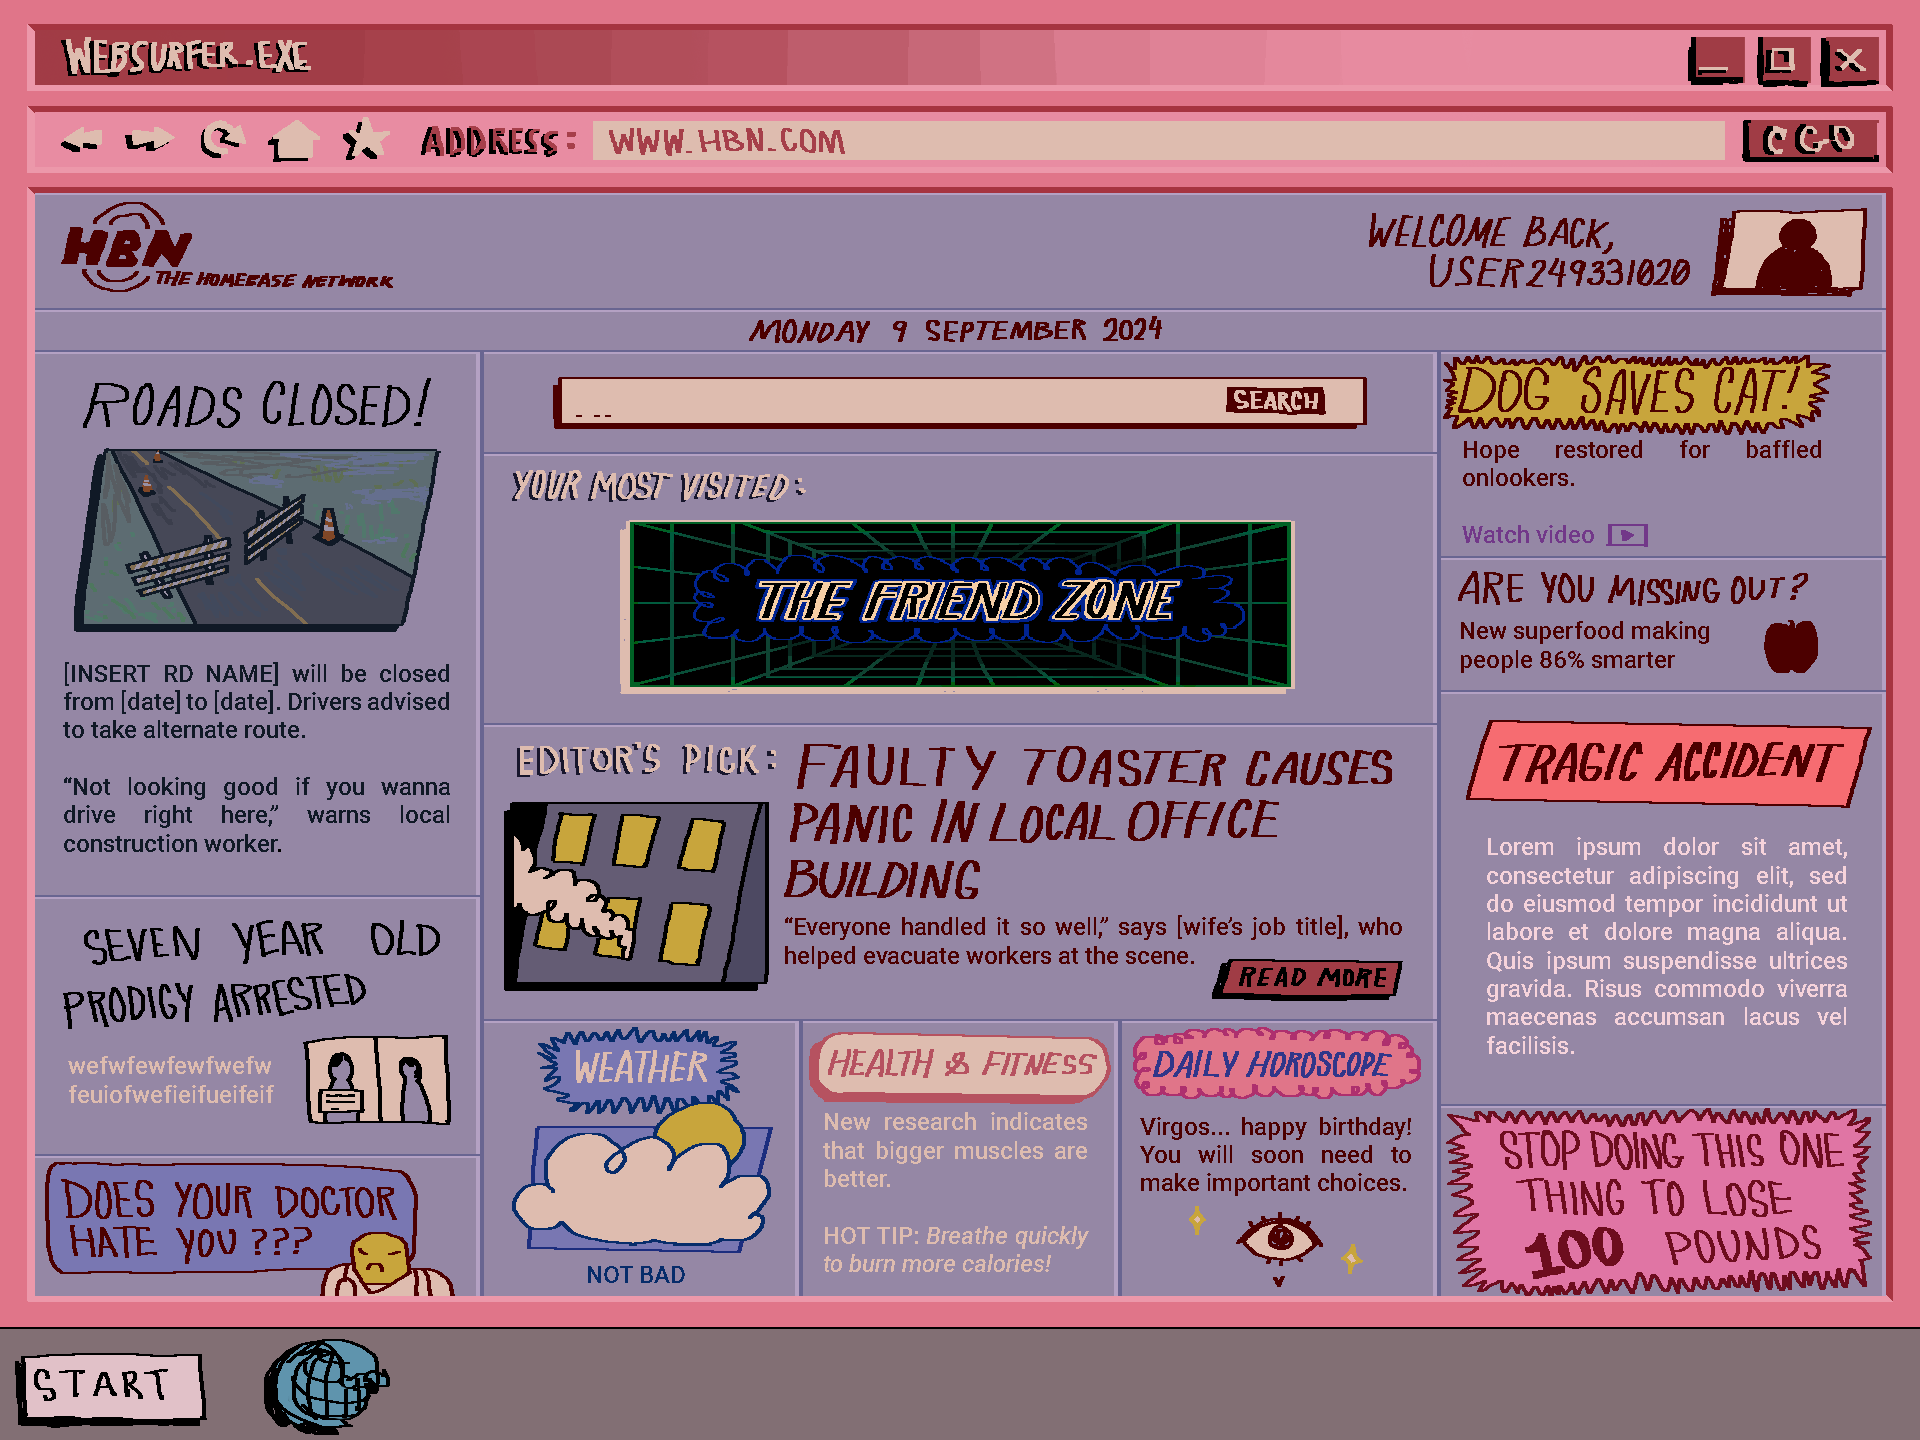 WEBSURFER.EXE
ADDRESS:
WWW.HBN.COM
GO
HBN
THE HOMEBASE NETWORK
WELCOME BACK,
USER249331020
MONDAY 9 SEPTEMBER 2024
ROADS CLOSED!
[INSERT RD NAME] will be closed
from [date] to [date]. Drivers advised
to take alternate route.
“Not looking good if you wanna
drive right here,” warns local
construction worker.
SEVEN YEAR OLD
PRODIGY ARRESTED
wefwfewfewfwefw
feuiofwefieifueifeif
DOES YOUR DOCTOR
HATE YOU ???
SEARCH
YOUR MOST VISITED:
THE FRIEND ZONE
EDITOR'S PICK:
FAULTY TOASTER CAUSES
PANIC IN LOCAL OFFICE
BUILDING
“Everyone handled it so well,” says [wife’s job title], who
helped evacuate workers at the scene.
READ MORE
WEATHER
NOT BAD
HEALTH & FITNESS
New research indicates
that bigger muscles are
better.
HOT TIP: Breathe quickly
to burn more calories!
DAILY HOROSCOPE
Virgos... happy birthday!
You will soon need to
make important choices.
DOG SAVES CAT!
Hope restored for baffled
onlookers.
Watch video
ARE YOU MISSING OUT?
New superfood making
people 86% smarter
TRAGIC ACCIDENT
Lorem ipsum dolor sit amet,
consectetur adipiscing elit, sed
do eiusmod tempor incididunt ut
labore et dolore magna aliqua.
Quis ipsum suspendisse ultrices
gravida. Risus commodo viverra
maecenas accumsan lacus vel
facilisis.
STOP DOING THIS ONE
THING TO LOSE
100 POUNDS
START